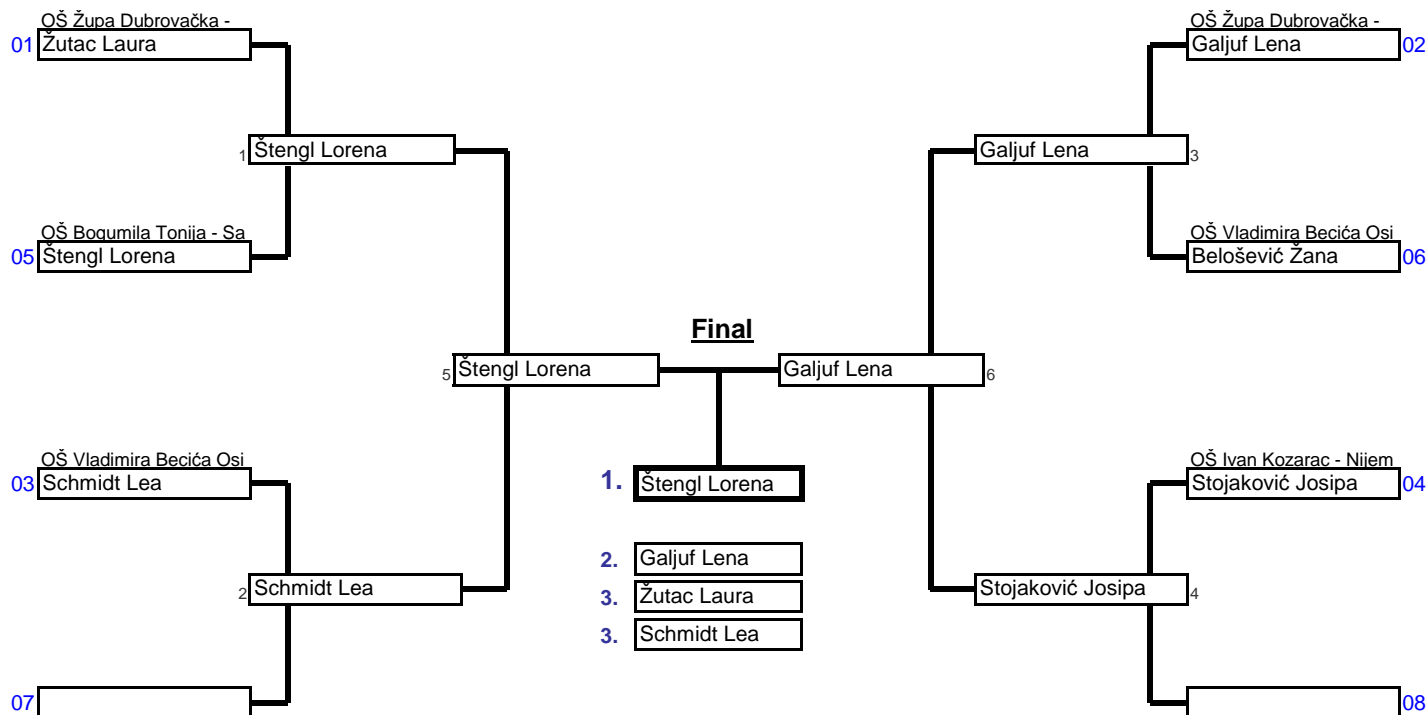 OŠ Župa Dubrovačka -
01 Žutac Laura
1 Štengl Lorena
OŠ Bogumila Tonija - Sa
05 Štengl Lorena
5 Štengl Lorena
OŠ Vladimira Becića Osi
03 Schmidt Lea
2 Schmidt Lea
07
Final
1. Štengl Lorena
2. Galjuf Lena
3. Žutac Laura
3. Schmidt Lea
OŠ Župa Dubrovačka -
Galjuf Lena 02
Galjuf Lena 3
OŠ Vladimira Becića Osi
Belošević Žana 06
Galjuf Lena 6
OŠ Ivan Kozarac - Nijem
Stojaković Josipa 04
Stojaković Josipa 4
08